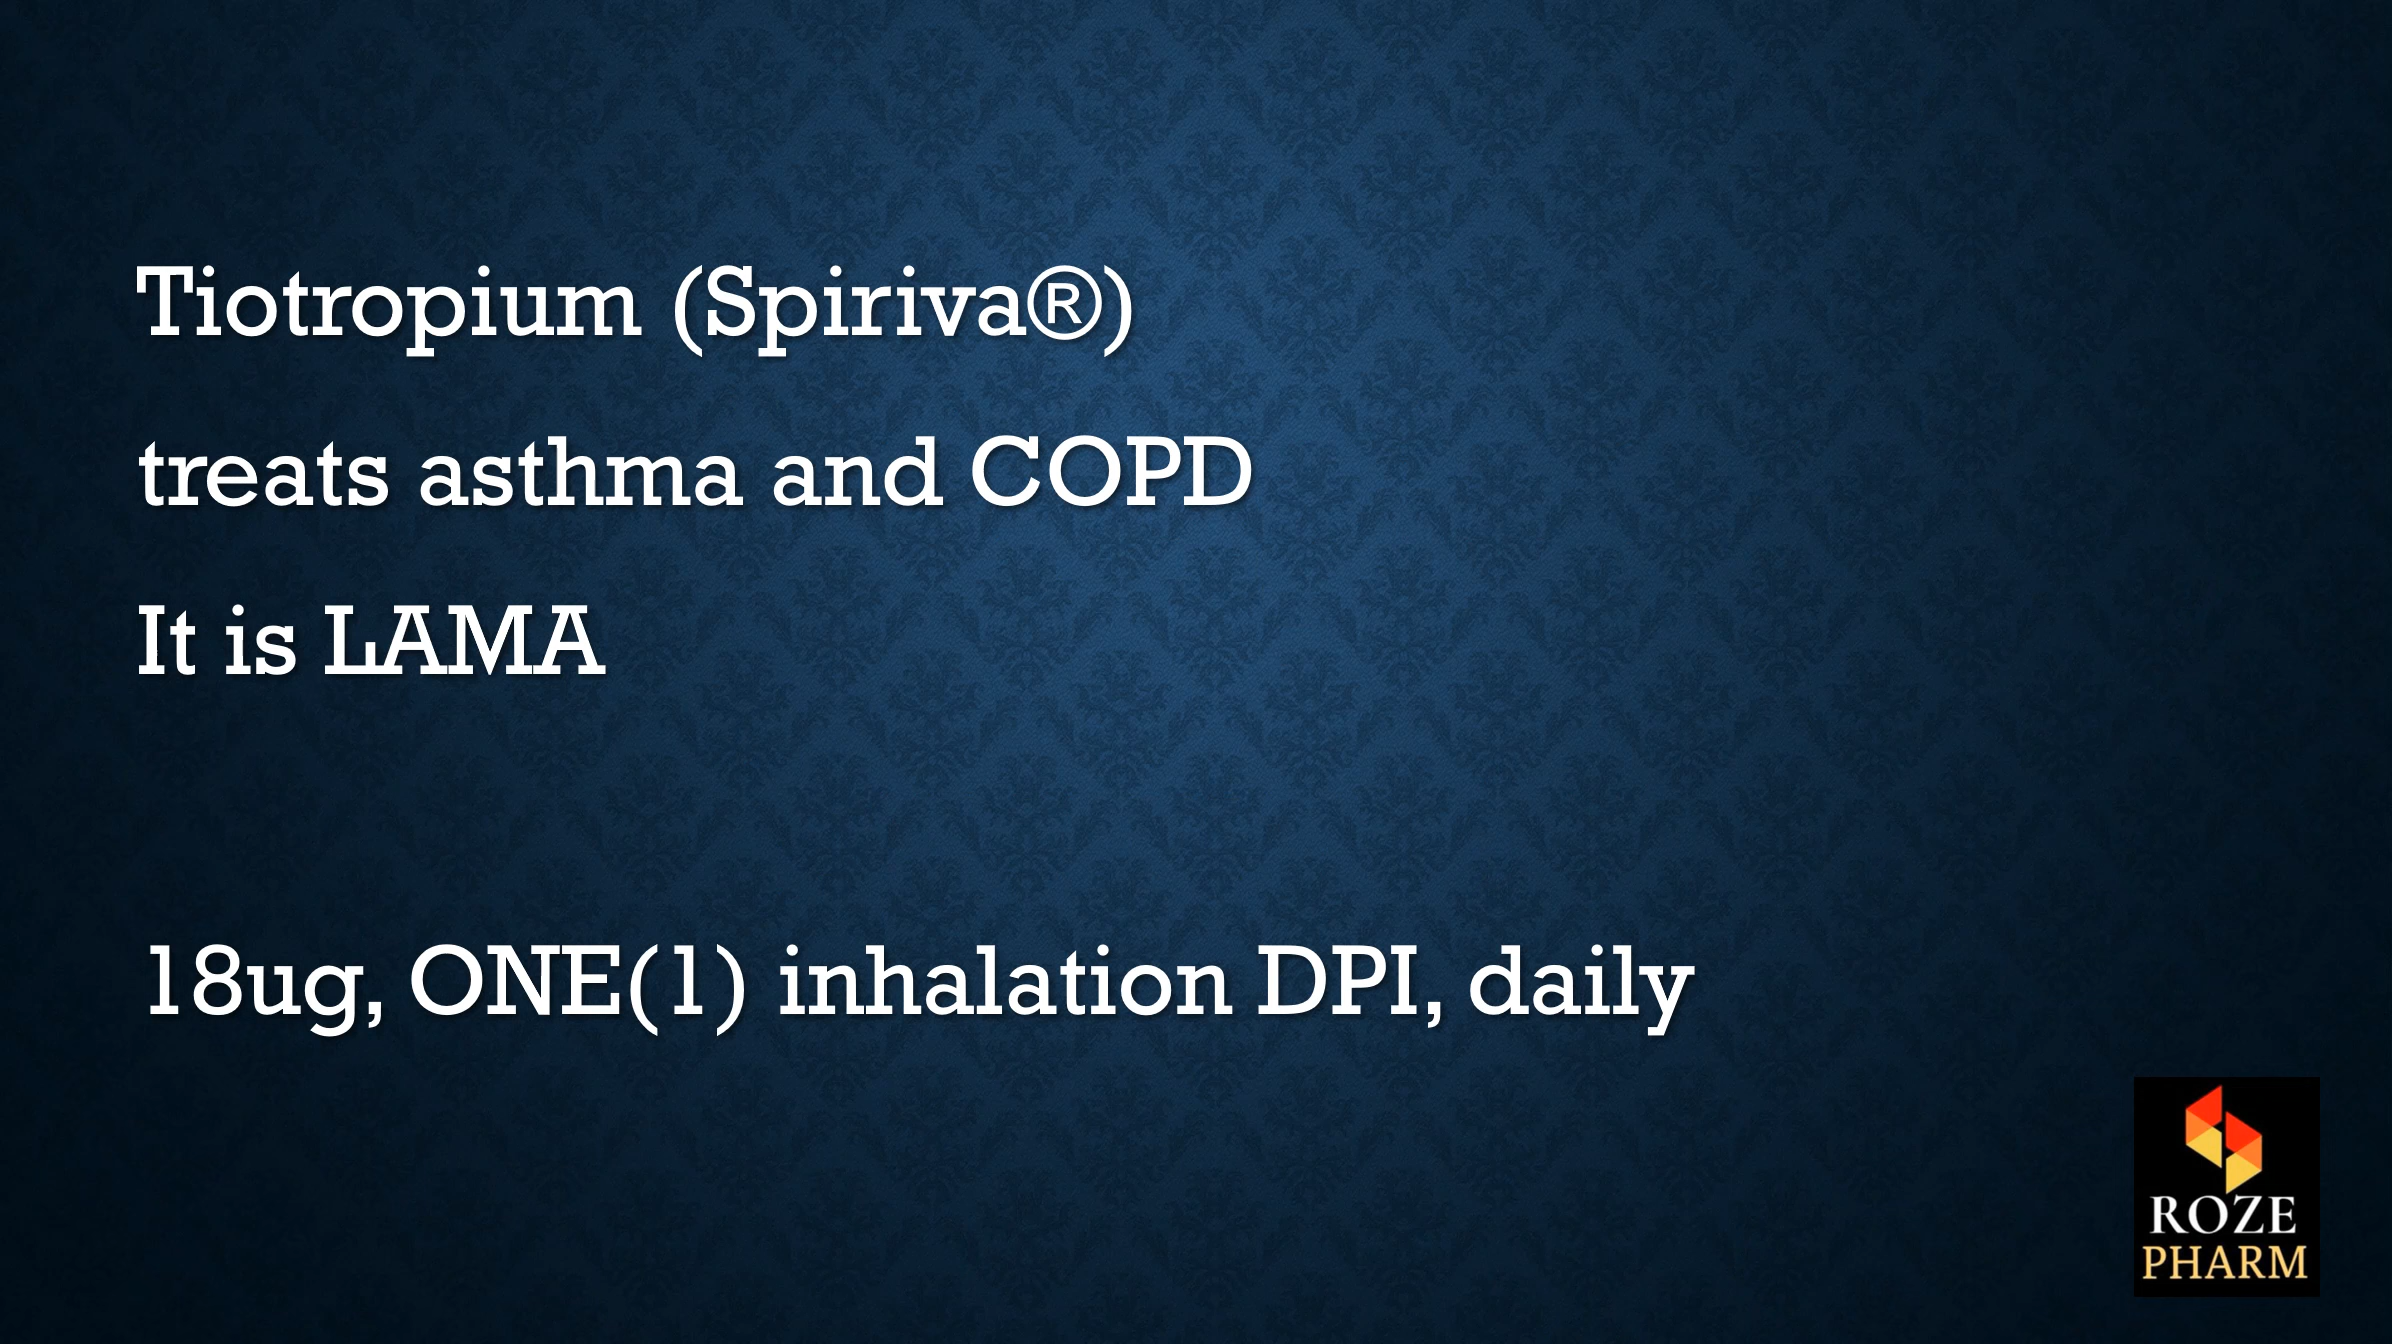 Tiotropium (Spiriva®)
treats asthma and COPD
It is LAMA
18ug, ONE(1) inhalation DPI, daily
ROZE
PHARM